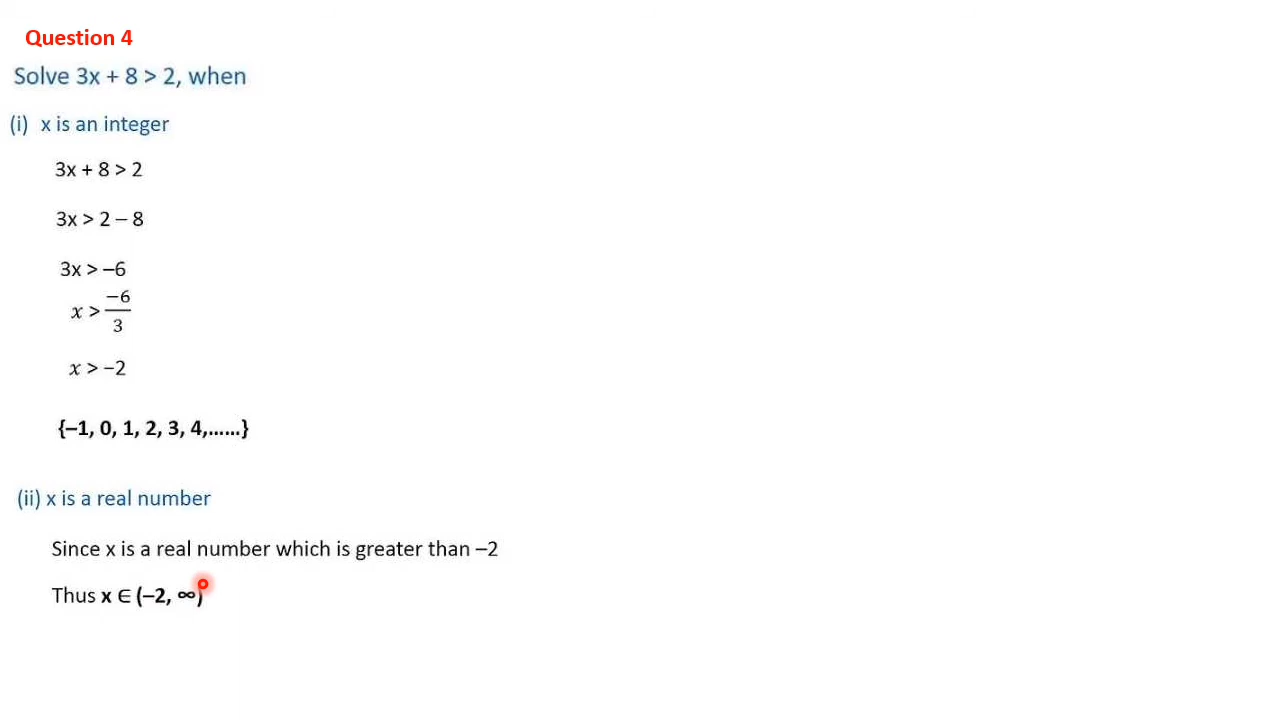 Question 4
Solve 3x + 8 > 2, when
(i) x is an integer
3x + 8 > 2
3x > 2 – 8
3x > –6
x > −6/3
x > −2
{–1, 0, 1, 2, 3, 4,......}
(ii) x is a real number
Since x is a real number which is greater than –2
Thus x ∈ (–2, ∞)